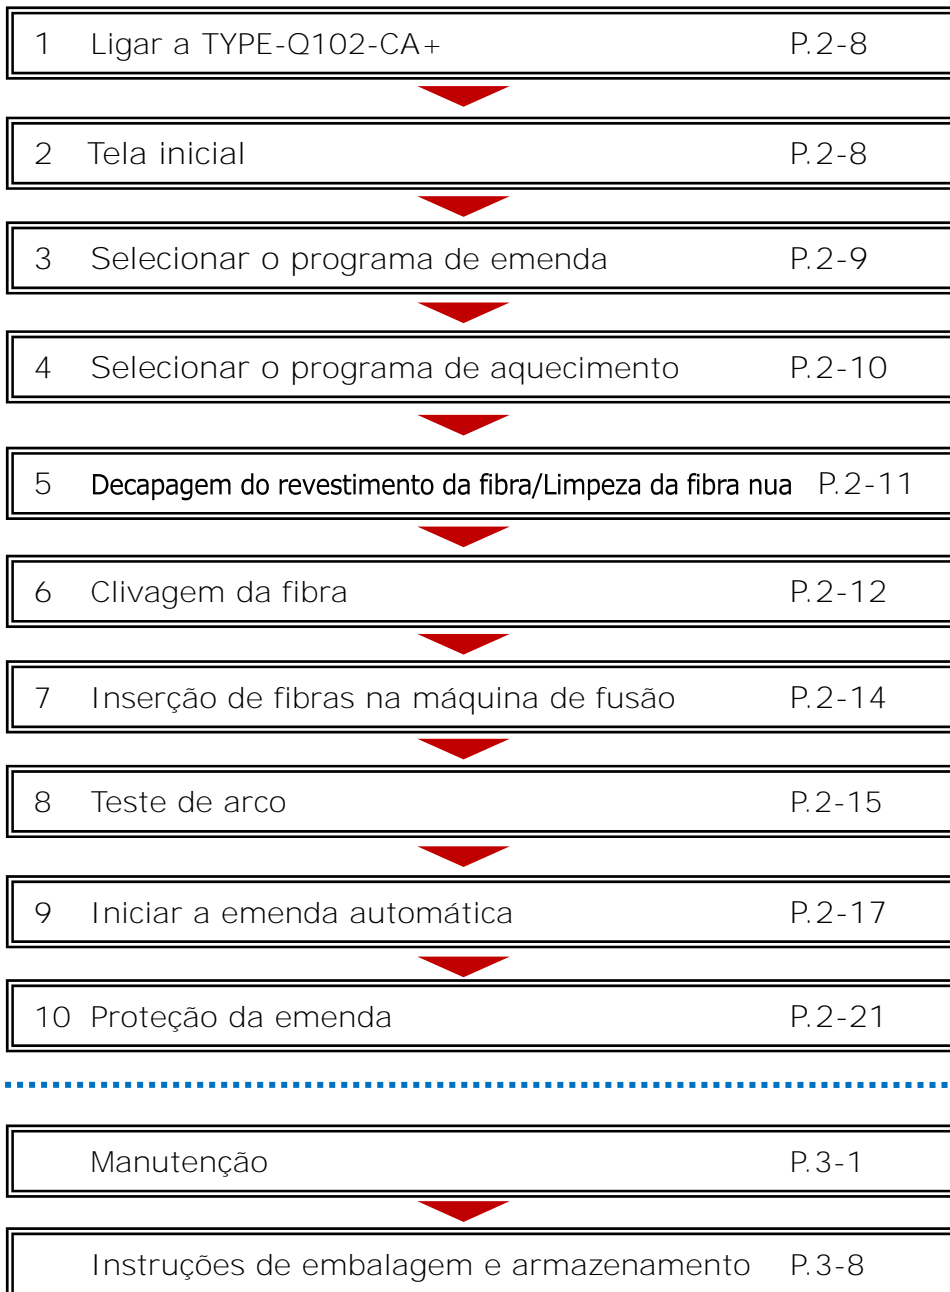 1 Ligar a TYPE-Q102-CA+ P.2-8
2 Tela inicial P.2-8
3 Selecionar o programa de emenda P.2-9
4 Selecionar o programa de aquecimento P.2-10
5 Decapagem do revestimento da fibra/Limpeza da fibra nua P.2-11
6 Clivagem da fibra P.2-12
7 Inserção de fibras na máquina de fusão P.2-14
8 Teste de arco P.2-15
9 Iniciar a emenda automática P.2-17
10 Proteção da emenda P.2-21
Manutenção P.3-1
Instruções de embalagem e armazenamento P.3-8